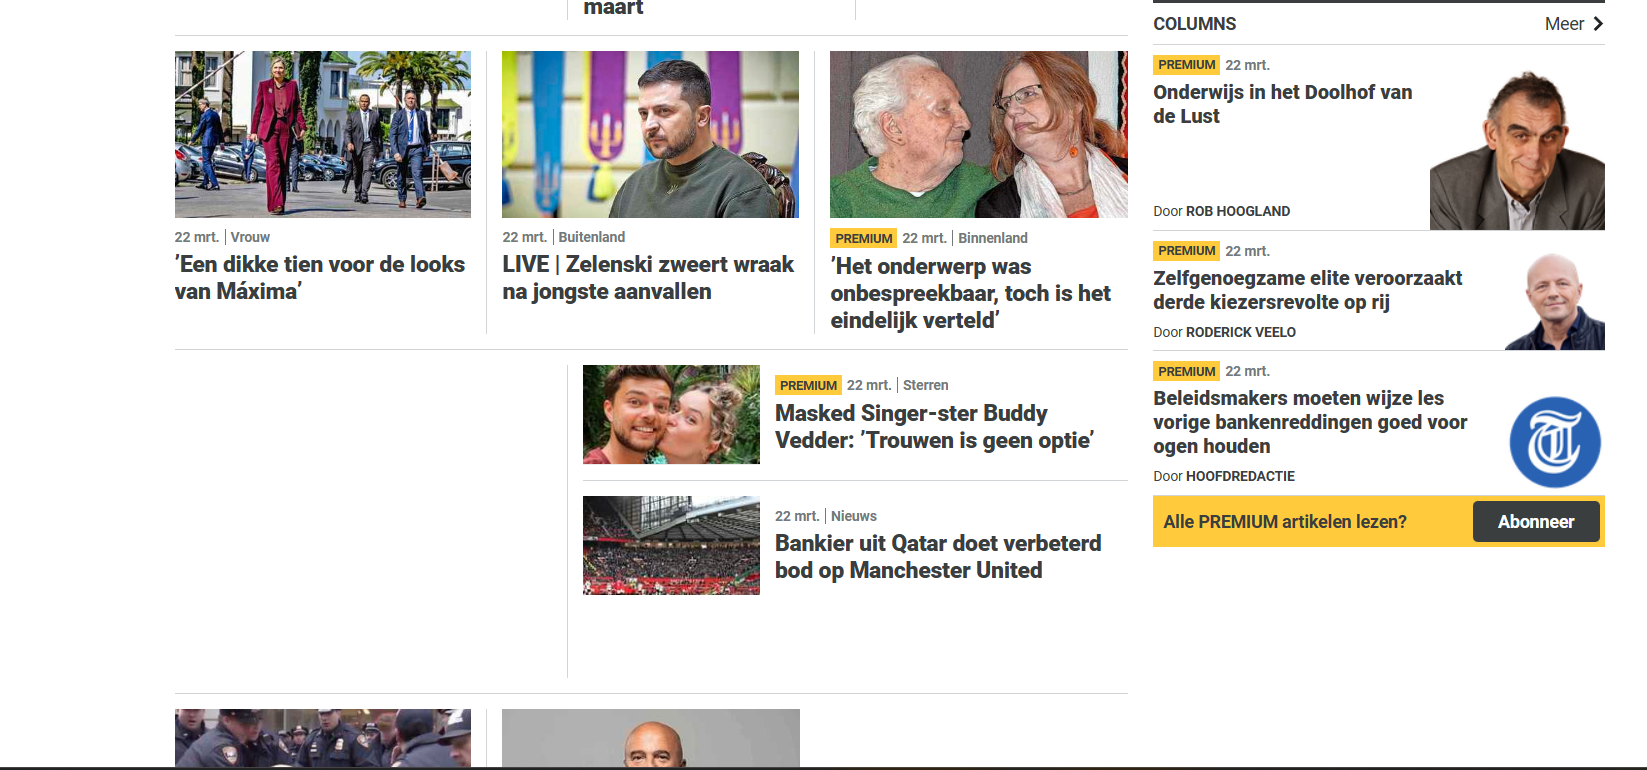 maart
22 mrt. | Vrouw
’Een dikke tien voor de looks
van Máxima’
22 mrt. | Buitenland
LIVE | Zelenski zweert wraak
na jongste aanvallen
PREMIUM 22 mrt. | Binnenland
’Het onderwerp was
onbespreekbaar, toch is het
eindelijk verteld’
PREMIUM 22 mrt. | Sterren
Masked Singer-ster Buddy
Vedder: ’Trouwen is geen optie’
22 mrt. | Nieuws
Bankier uit Qatar doet verbeterd
bod op Manchester United
COLUMNS Meer
PREMIUM 22 mrt.
Onderwijs in het Doolhof van
de Lust
Door ROB HOOGLAND
PREMIUM 22 mrt.
Zelfgenoegzame elite veroorzaakt
derde kiezersrevolte op rij
Door RODERICK VEELO
PREMIUM 22 mrt.
Beleidsmakers moeten wijze les
vorige bankenreddingen goed voor
ogen houden
Door HOOFDREDACTIE
T
Alle PREMIUM artikelen lezen? Abonneer